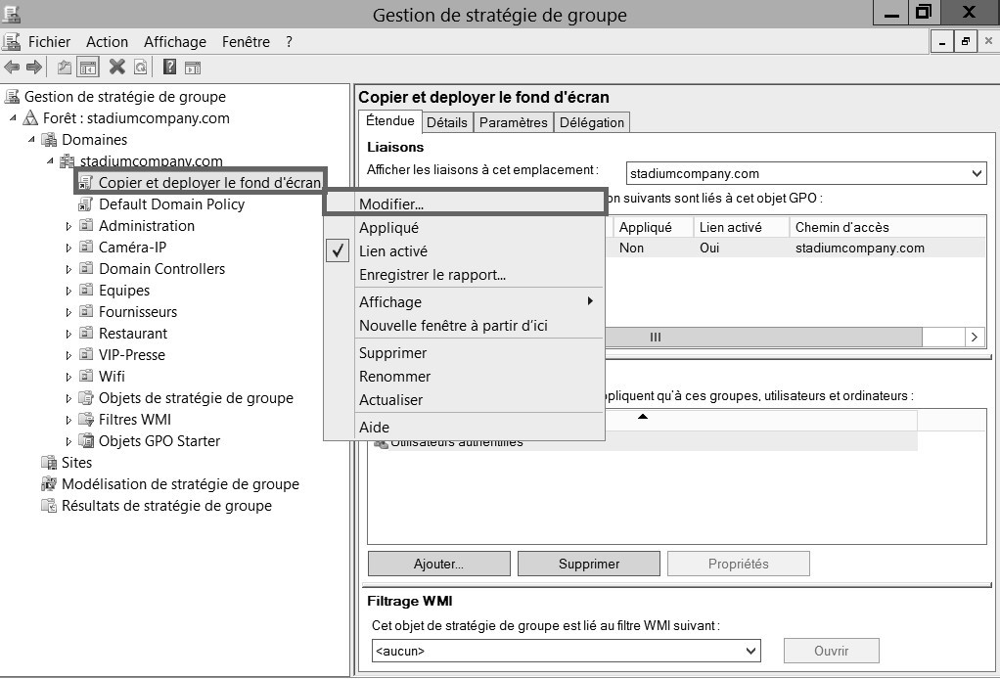 Gestion de stratégie de groupe
Fichier Action Affichage Fenêtre ?
Gestion de stratégie de groupe
Forêt : stadiumcompany.com
Domaines
stadiumcompany.com
Copier et deployer le fond d'écran
Default Domain Policy
Administration
Caméra-IP
Domain Controllers
Equipes
Fournisseurs
Restaurant
VIP-Presse
Wifi
Objets de stratégie de groupe
Filtres WMI
Objets GPO Starter
Sites
Modélisation de stratégie de groupe
Résultats de stratégie de groupe
Modifier...
Appliqué
Lien activé
Enregistrer le rapport...
Affichage
Nouvelle fenêtre à partir d'ici
Supprimer
Renommer
Actualiser
Aide
Copier et deployer le fond d'écran
Étendue Détails Paramètres Délégation
Liaisons
Afficher les liaisons à cet emplacement : stadiumcompany.com
on suivants sont liés à cet objet GPO :
Appliqué Lien activé Chemin d'accès
Non Oui stadiumcompany.com
pliquent qu'à ces groupes, utilisateurs et ordinateurs :
Utilisateurs authentifiés
Ajouter... Supprimer Propriétés
Filtrage WMI
Cet objet de stratégie de groupe est lié au filtre WMI suivant :
<aucun> Ouvrir